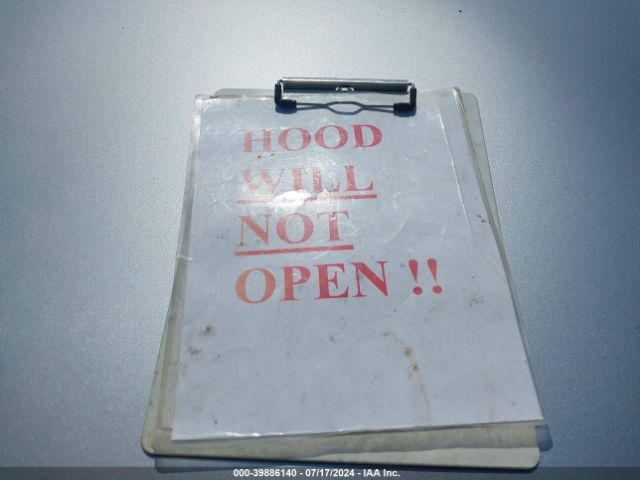 HOOD
WILL
NOT
OPEN !!
000-39886140 - 07/17/2024 - IAA Inc.